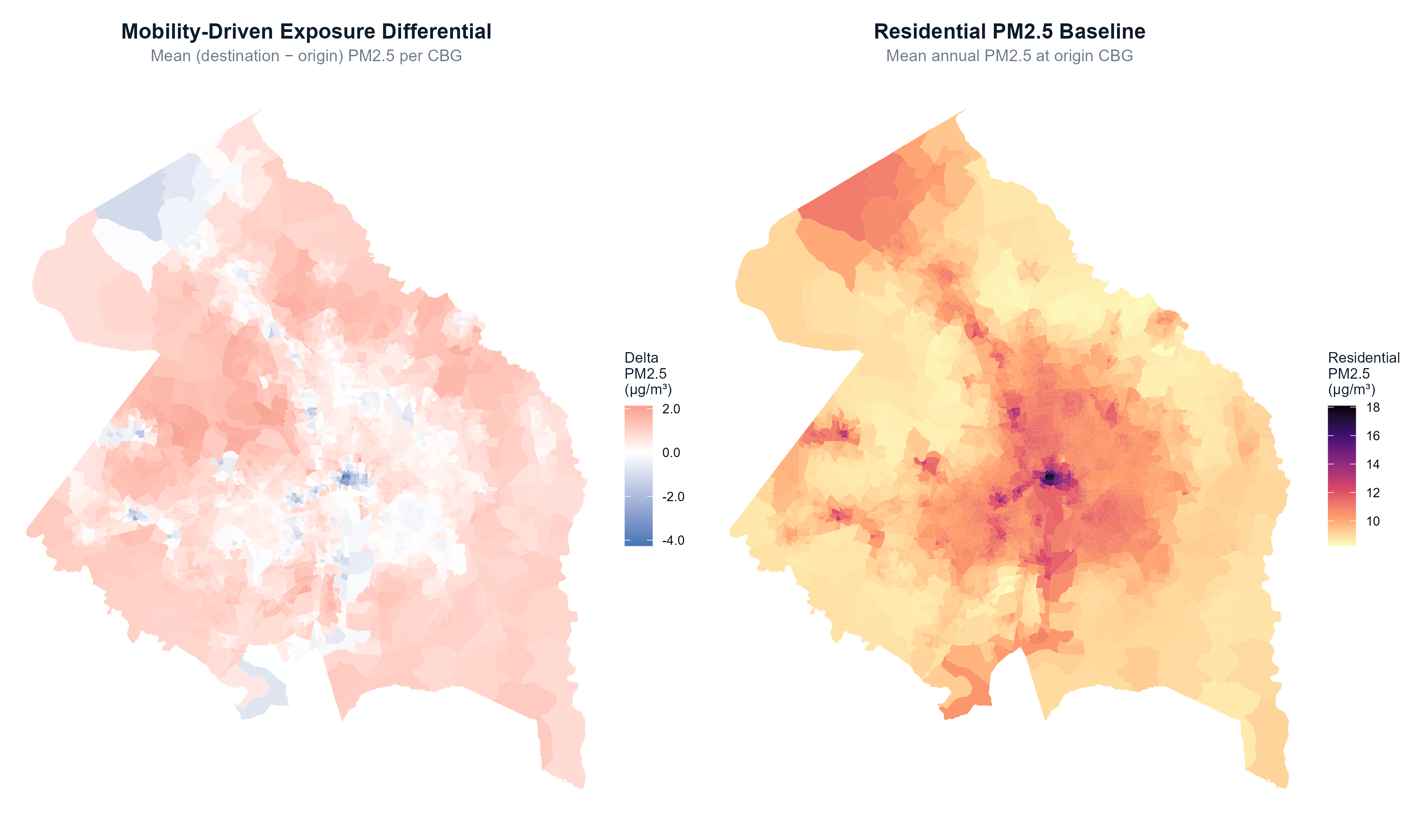 Mobility-Driven Exposure Differential
Mean (destination − origin) PM2.5 per CBG
Delta
PM2.5
(μg/m³)
2.0
0.0
-2.0
-4.0
Residential PM2.5 Baseline
Mean annual PM2.5 at origin CBG
Residential
PM2.5
(μg/m³)
18
16
14
12
10